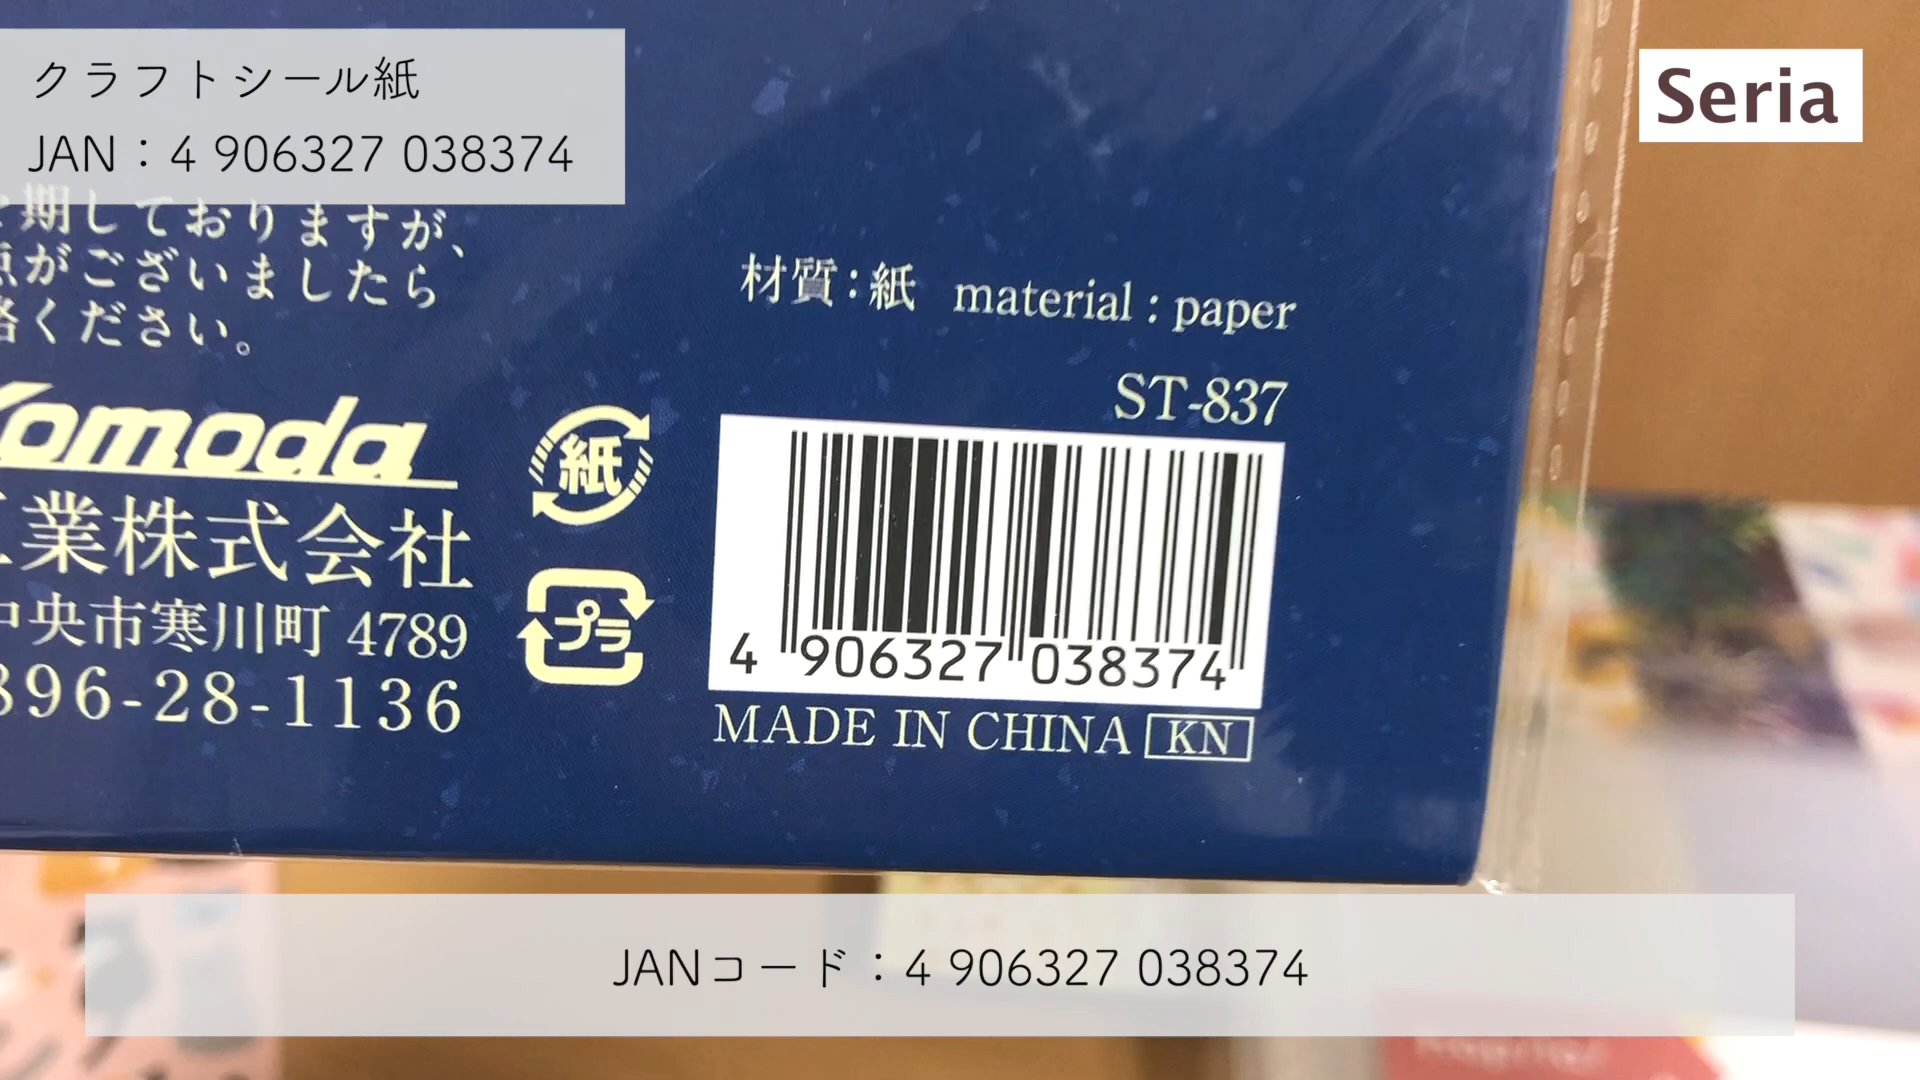 クラフトシール紙
JAN：4 906327 038374
Seria
期しておりますが、
点がございましたら
絡ください。
材質：紙 material : paper
ST-837
omoda
業株式会社
中央市寒川町 4789
896-28-1136
紙
プラ
4 906327 038374
MADE IN CHINA KN
JANコード：4 906327 038374